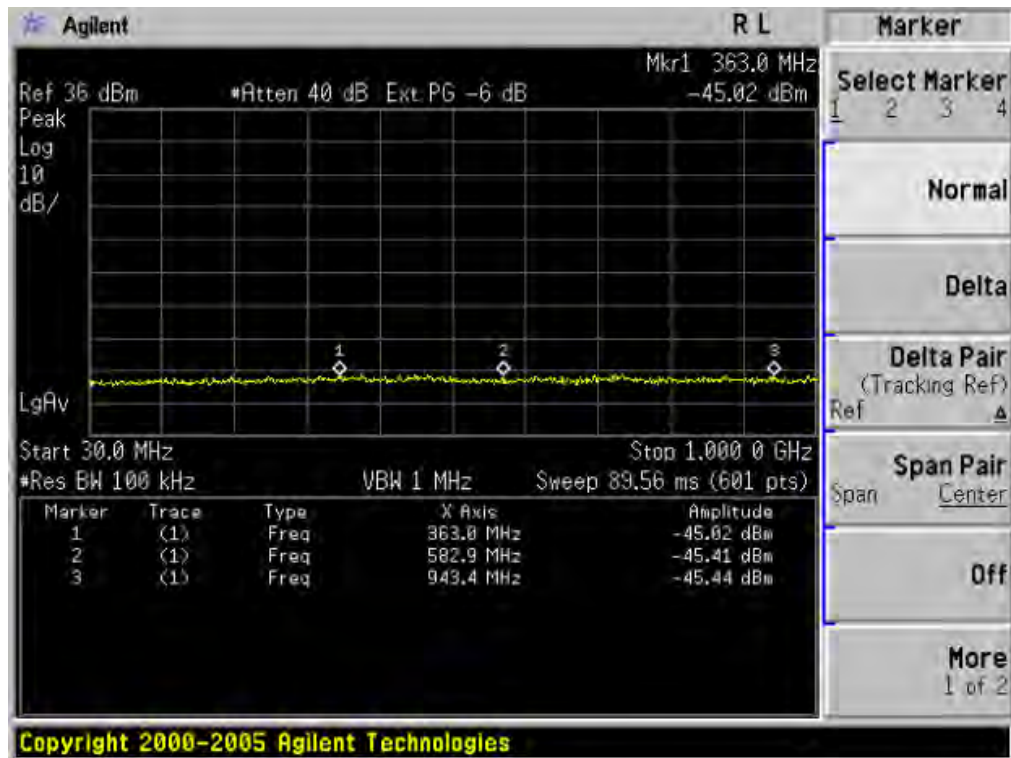 Agilent
R L
Marker
Mkr1 363.0 MHz
Ref 36 dBm
#Atten 40 dB
Ext PG -6 dB
-45.02 dBm
Peak
Log
10
dB/
1
2
3
LgAv
Start 30.0 MHz
Stop 1.000 0 GHz
#Res BW 100 kHz
VBW 1 MHz
Sweep 89.56 ms (601 pts)
Marker Trace Type X Axis Amplitude
1 (1) Freq 363.0 MHz -45.02 dBm
2 (1) Freq 582.9 MHz -45.41 dBm
3 (1) Freq 943.4 MHz -45.44 dBm
Select Marker
1 2 3 4
Normal
Delta
Delta Pair
(Tracking Ref)
Ref Δ
Span Pair
Span Center
Off
More
1 of 2
Copyright 2000-2005 Agilent Technologies